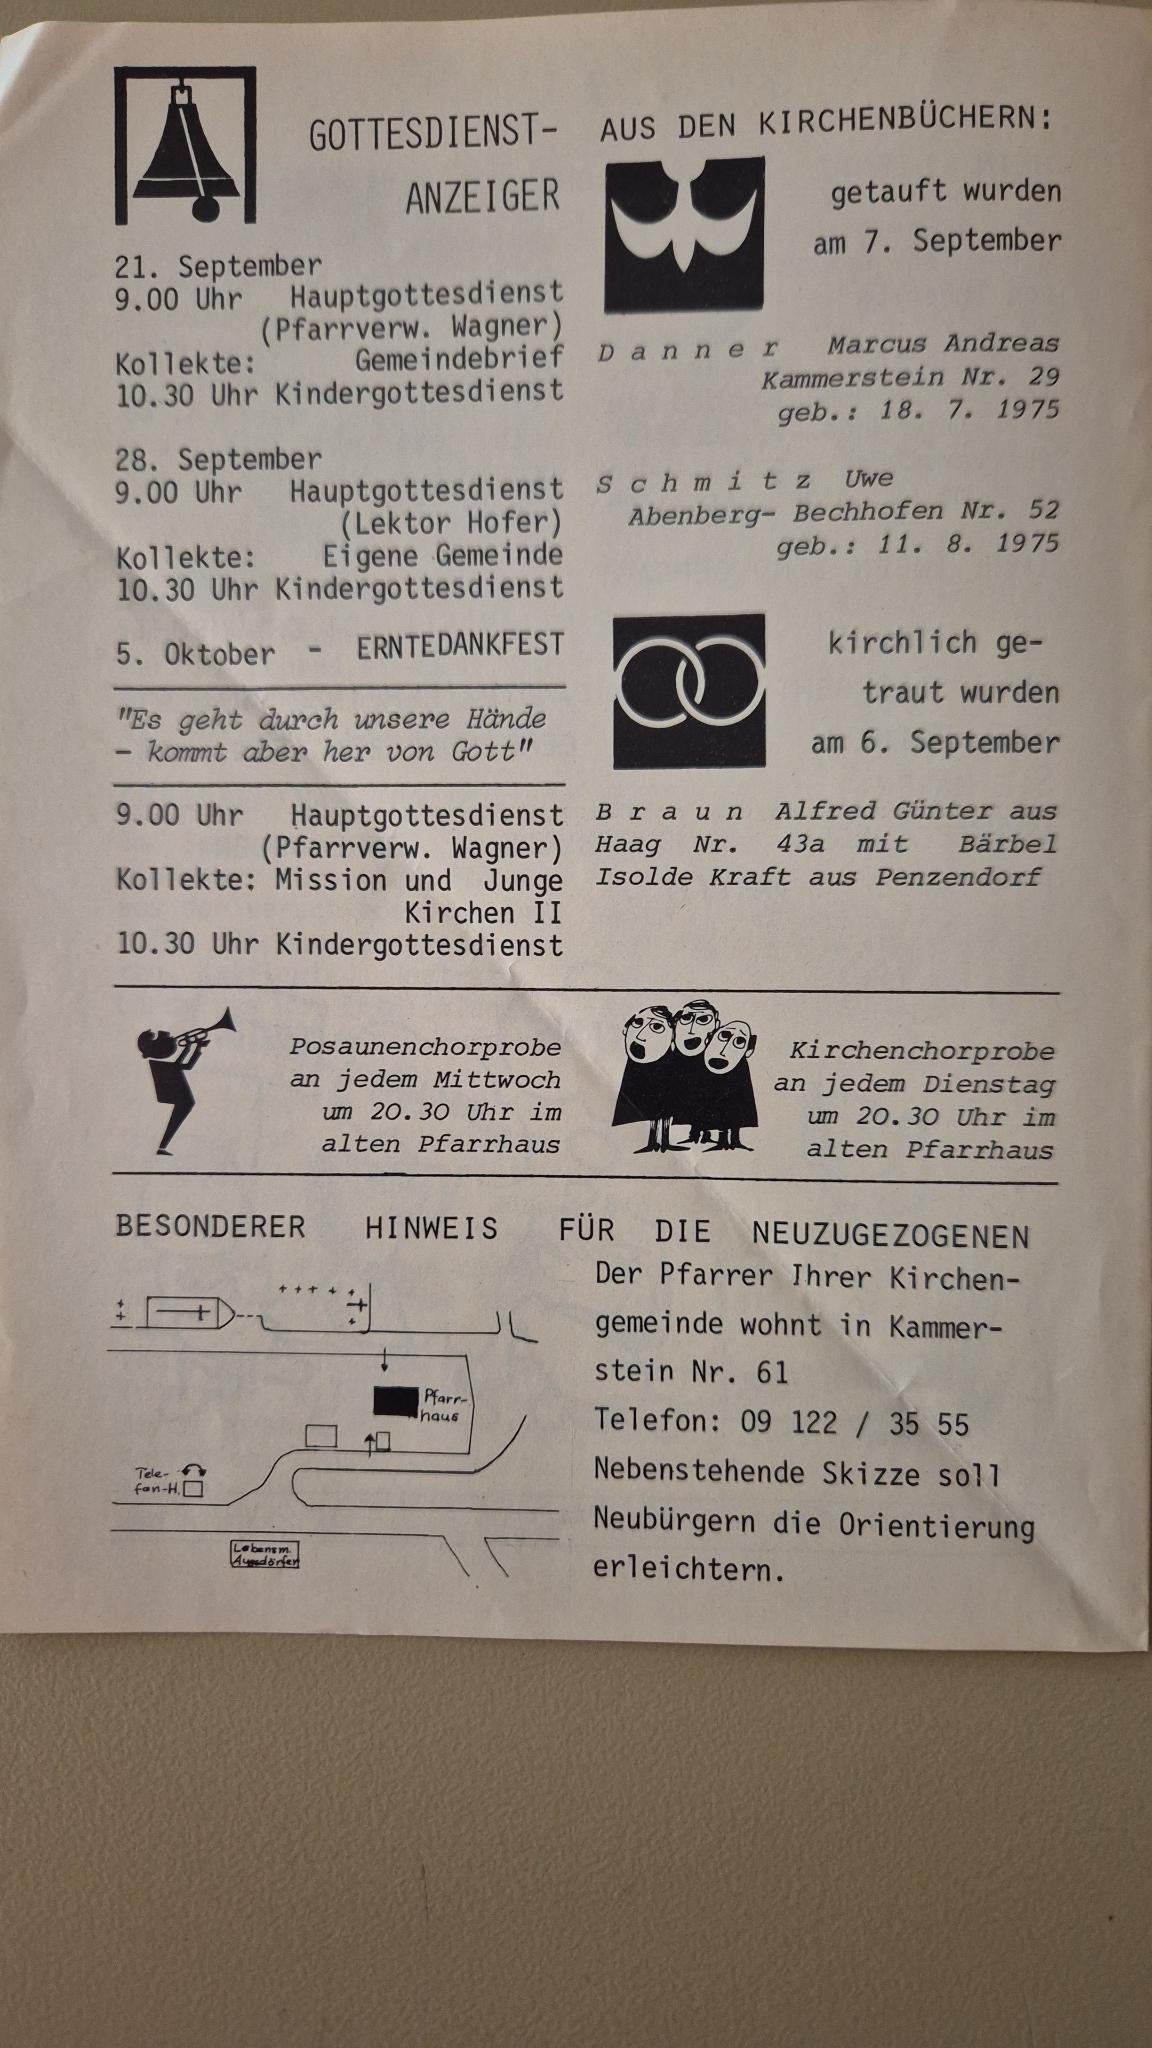 GOTTESDIENST-
ANZEIGER
21. September
9.00 Uhr Hauptgottesdienst
(Pfarrverw. Wagner)
Kollekte: Gemeindebrief
10.30 Uhr Kindergottesdienst
28. September
9.00 Uhr Hauptgottesdienst
(Lektor Hofer)
Kollekte: Eigene Gemeinde
10.30 Uhr Kindergottesdienst
5. Oktober - ERNTEDANKFEST
"Es geht durch unsere Hände
- kommt aber her von Gott"
9.00 Uhr Hauptgottesdienst
(Pfarrverw. Wagner)
Kollekte: Mission und Junge
Kirchen II
10.30 Uhr Kindergottesdienst
AUS DEN KIRCHENBÜCHERN:
getauft wurden
am 7. September
D a n n e r Marcus Andreas
Kammerstein Nr. 29
geb.: 18. 7. 1975
S c h m i t z Uwe
Abenberg- Bechhofen Nr. 52
geb.: 11. 8. 1975
kirchlich ge-
traut wurden
am 6. September
B r a u n Alfred Günter aus
Haag Nr. 43a mit Bärbel
Isolde Kraft aus Penzendorf
Posaunenchorprobe
an jedem Mittwoch
um 20.30 Uhr im
alten Pfarrhaus
Kirchenchorprobe
an jedem Dienstag
um 20.30 Uhr im
alten Pfarrhaus
BESONDERER HINWEIS FÜR DIE NEUZUGEZOGENEN
Pfarr-
haus
Tele-
fon-H.
Lebensm.
Der Pfarrer Ihrer Kirchen-
gemeinde wohnt in Kammer-
stein Nr. 61
Telefon: 09 122 / 35 55
Nebenstehende Skizze soll
Neubürgern die Orientierung
erleichtern.